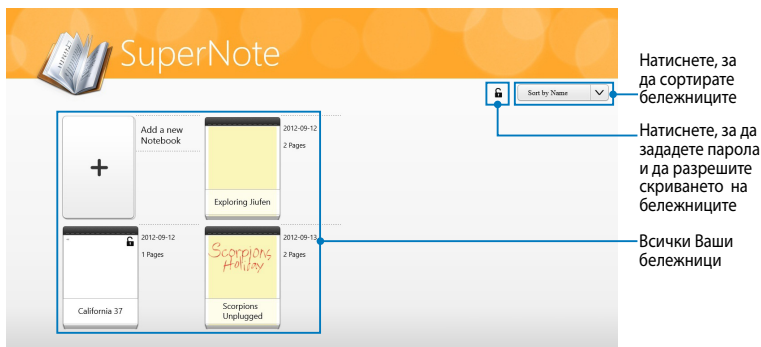 SuperNote
Sort by Name
Натиснете, за
да сортирате
бележниците
Натиснете, за да
зададете парола
и да разрешите
скриването на
бележниците
Всички Ваши
бележници
Add a new
Notebook
2012-09-12
2 Pages
Exploring Jiufen
2012-09-12
1 Pages
California 37
2012-09-13
2 Pages
Scorpions
Holiday
Scorpions
Unplugged